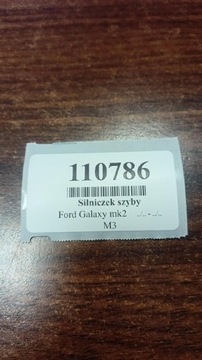 110786
Silniczek szyby
Ford Galaxy mk2 ../.. - ../..
M3